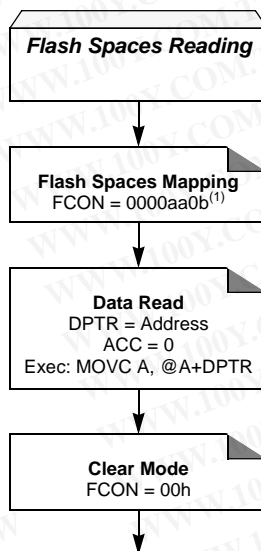 Flash Spaces Reading
Flash Spaces Mapping
FCON = 0000aa0b(1)
Data Read
DPTR = Address
ACC = 0
Exec: MOVC A, @A+DPTR
Clear Mode
FCON = 00h